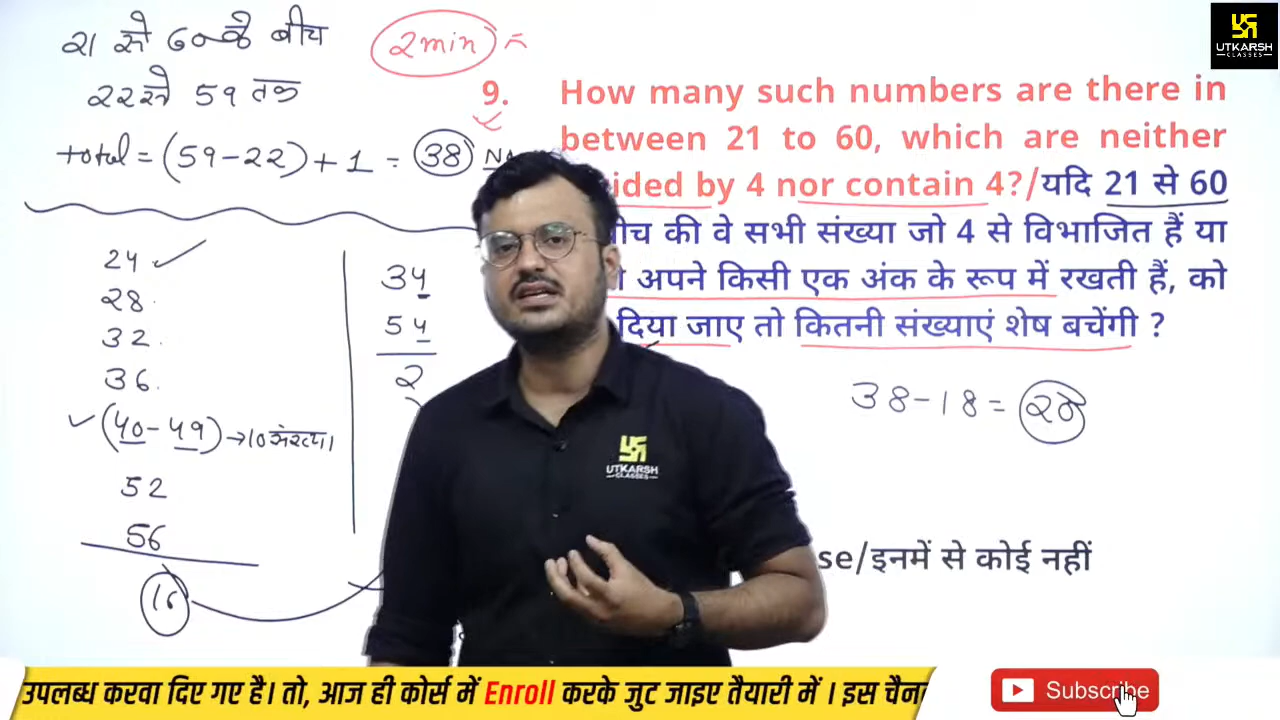 21 से 60 के बीच
22 से 59 तक
total = (59-22) + 1 = 38
2 min =
24
28.
32.
36.
(40-49) → 10 संख्या
52
56
16
34
54
2
9. How many such numbers are there in
between 21 to 60, which are neither
ided by 4 nor contain 4?/यदि 21 से 60
ीच की वे सभी संख्या जो 4 से विभाजित हैं या
अपने किसी एक अंक के रूप में रखती हैं, को
दिया जाए तो कितनी संख्याएं शेष बचेंगी ?
38-18 = 20
se/इनमें से कोई नहीं
UTKARSH
CLASSES
UTKARSH
CLASSES
उपलब्ध करवा दिए गए है। तो, आज ही कोर्स में Enroll करके जुट जाइए तैयारी में । इस
Subscribe